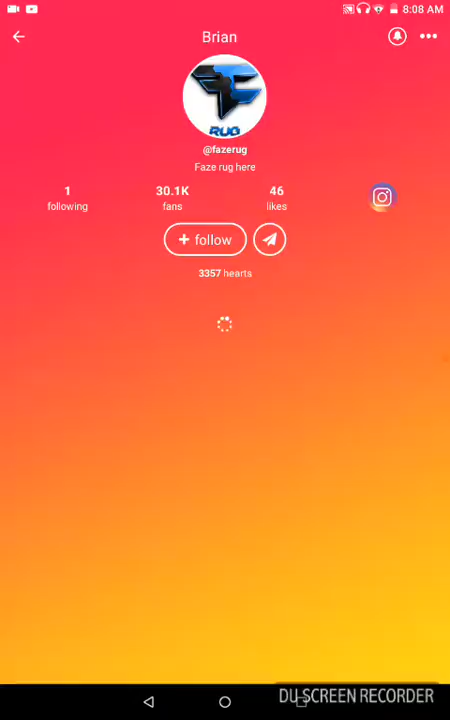 8:08 AM
Brian
RUG
@fazerug
Faze rug here
1
following
30.1K
fans
46
likes
+ follow
3357 hearts
DU SCREEN RECORDER